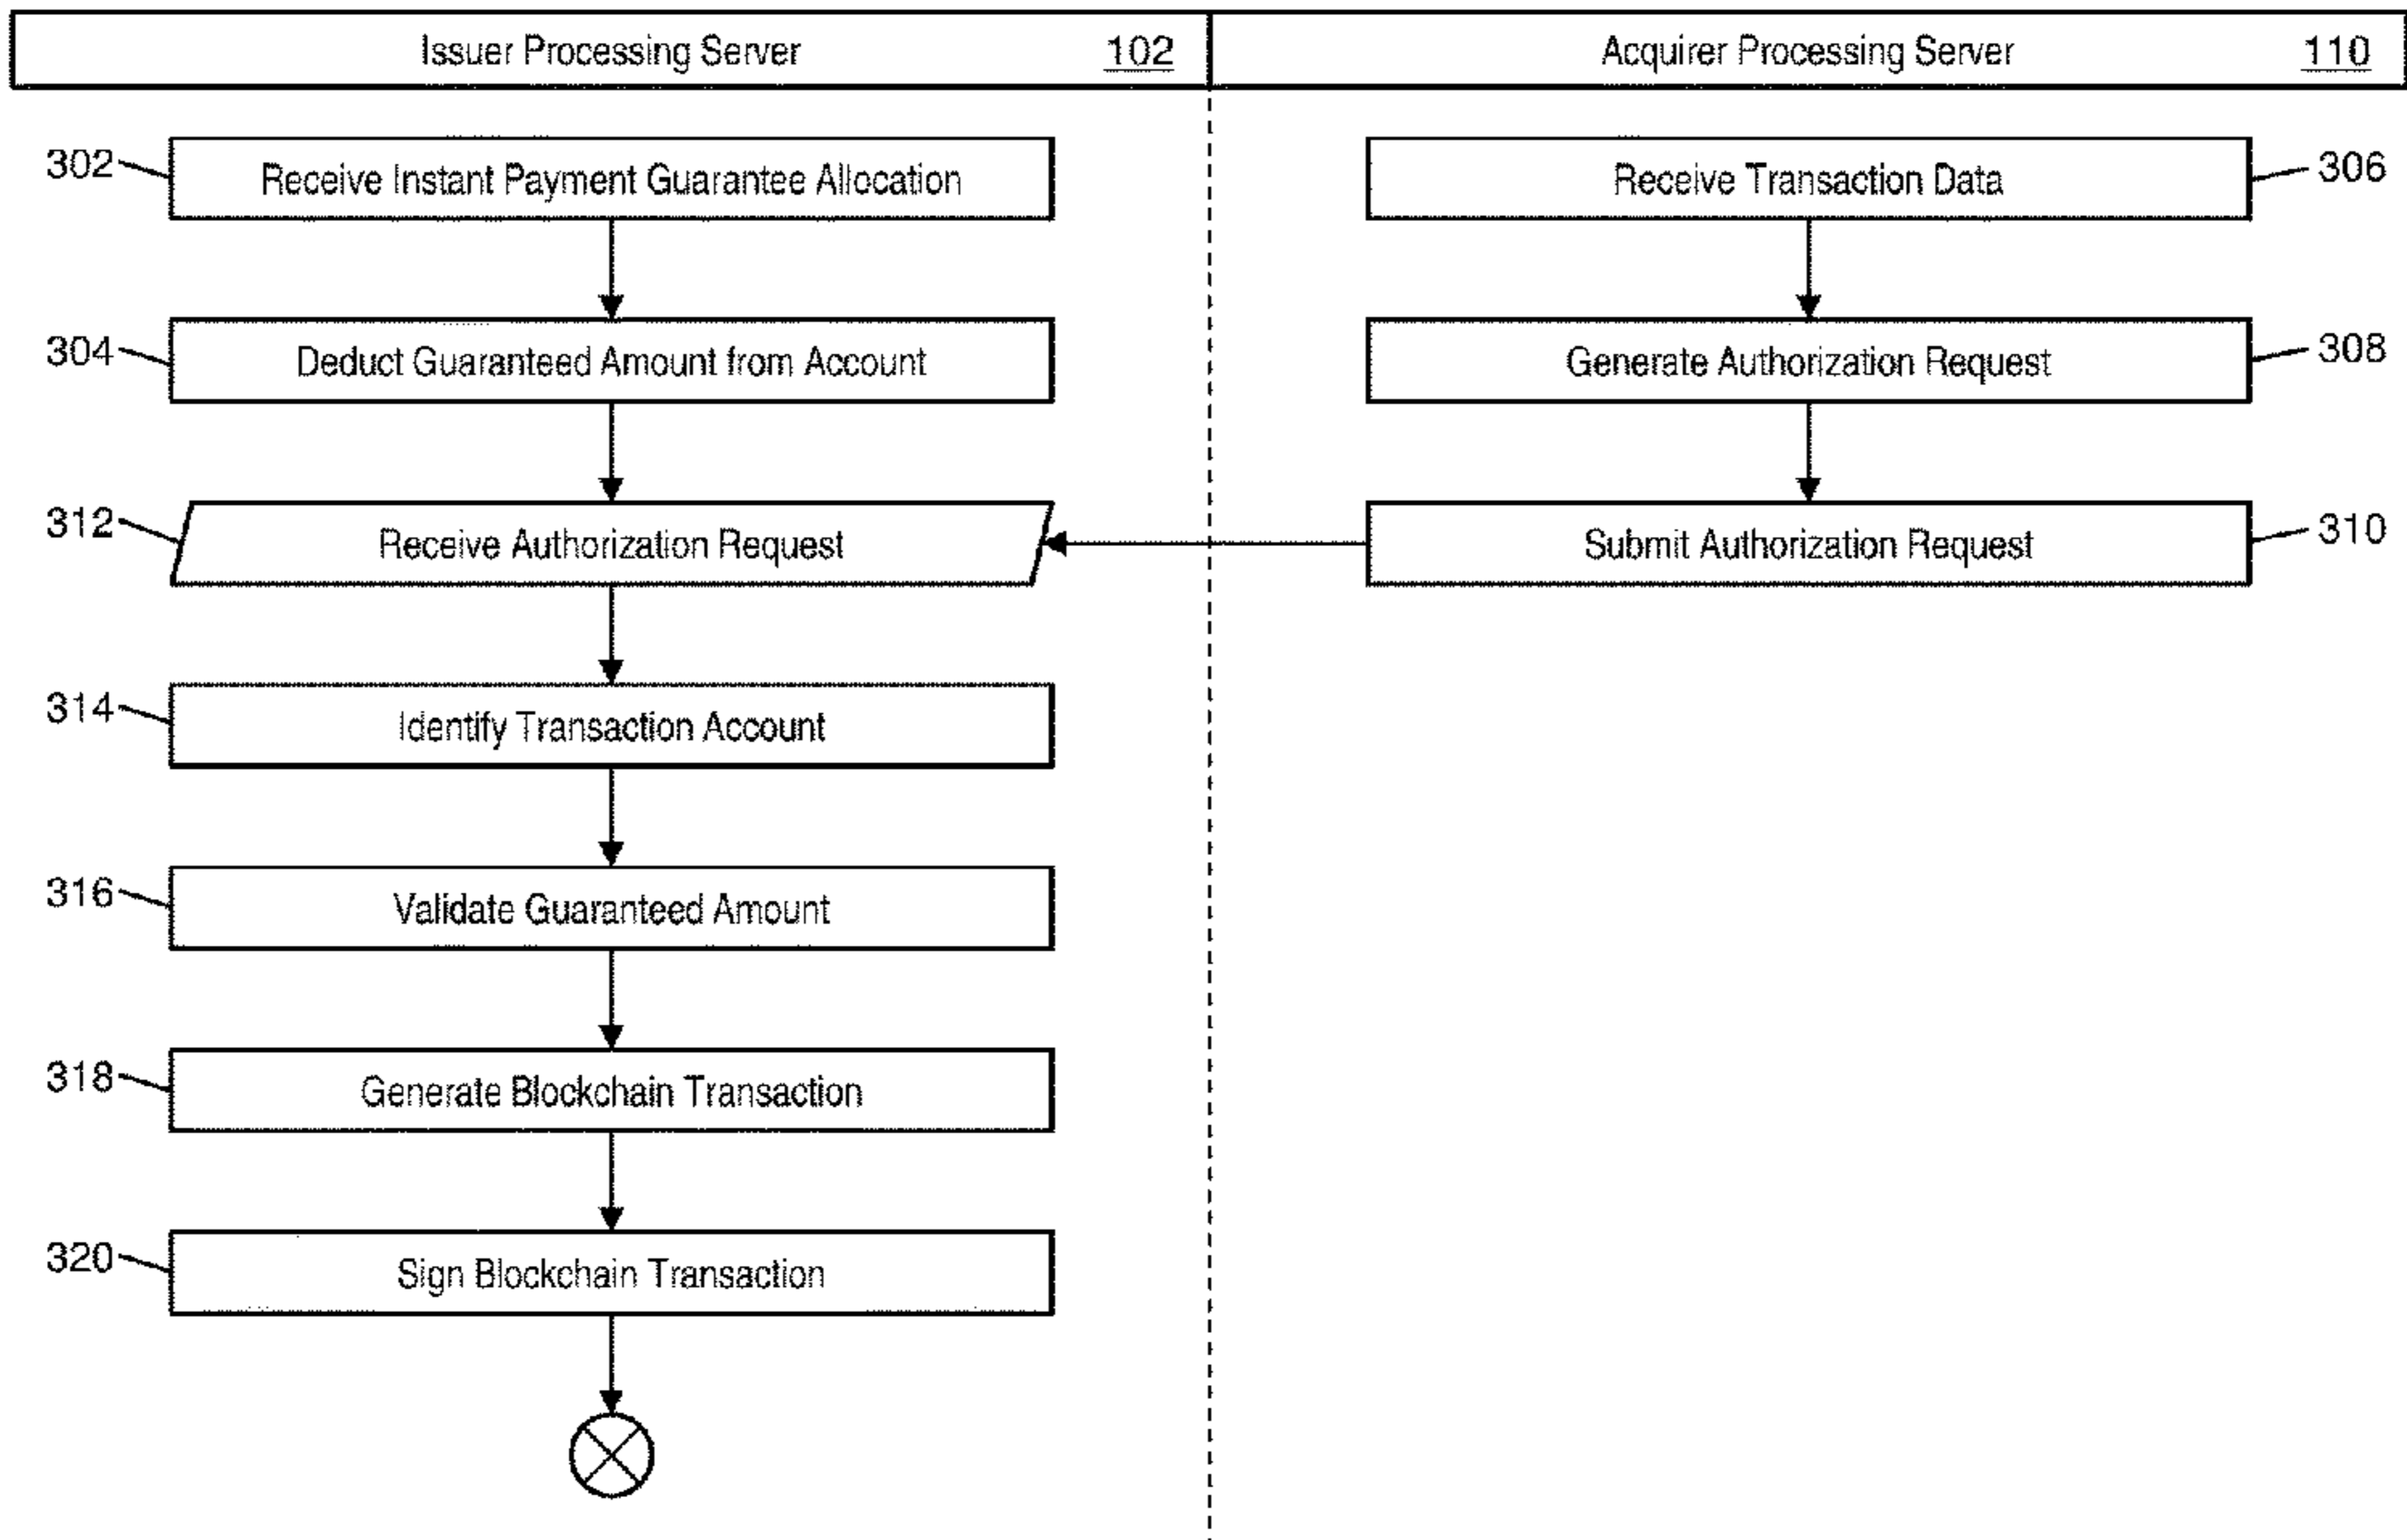 Issuer Processing Server 102
Acquirer Processing Server 110
302 Receive Instant Payment Guarantee Allocation
Receive Transaction Data 306
304 Deduct Guaranteed Amount from Account
Generate Authorization Request 308
312 Receive Authorization Request
Submit Authorization Request 310
314 Identify Transaction Account
316 Validate Guaranteed Amount
318 Generate Blockchain Transaction
320 Sign Blockchain Transaction